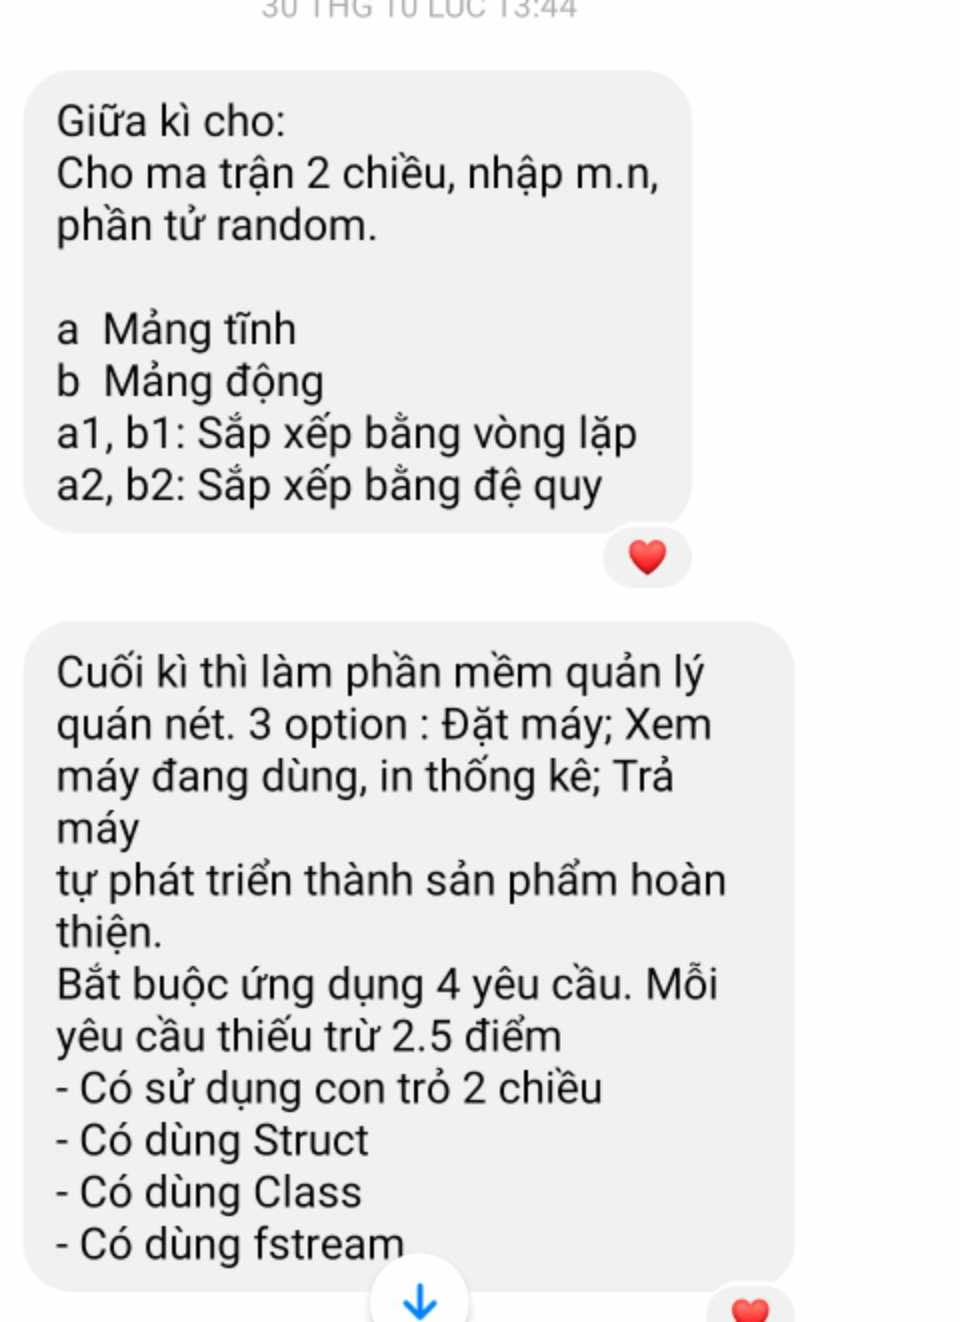 30 THG 10 LÚC 13:44
Giữa kì cho:
Cho ma trận 2 chiều, nhập m.n,
phần tử random.
a Mảng tĩnh
b Mảng động
a1, b1: Sắp xếp bằng vòng lặp
a2, b2: Sắp xếp bằng đệ quy
Cuối kì thì làm phần mềm quản lý
quán nét. 3 option : Đặt máy; Xem
máy đang dùng, in thống kê; Trả
máy
tự phát triển thành sản phẩm hoàn
thiện.
Bắt buộc ứng dụng 4 yêu cầu. Mỗi
yêu cầu thiếu trừ 2.5 điểm
- Có sử dụng con trỏ 2 chiều
- Có dùng Struct
- Có dùng Class
- Có dùng fstream